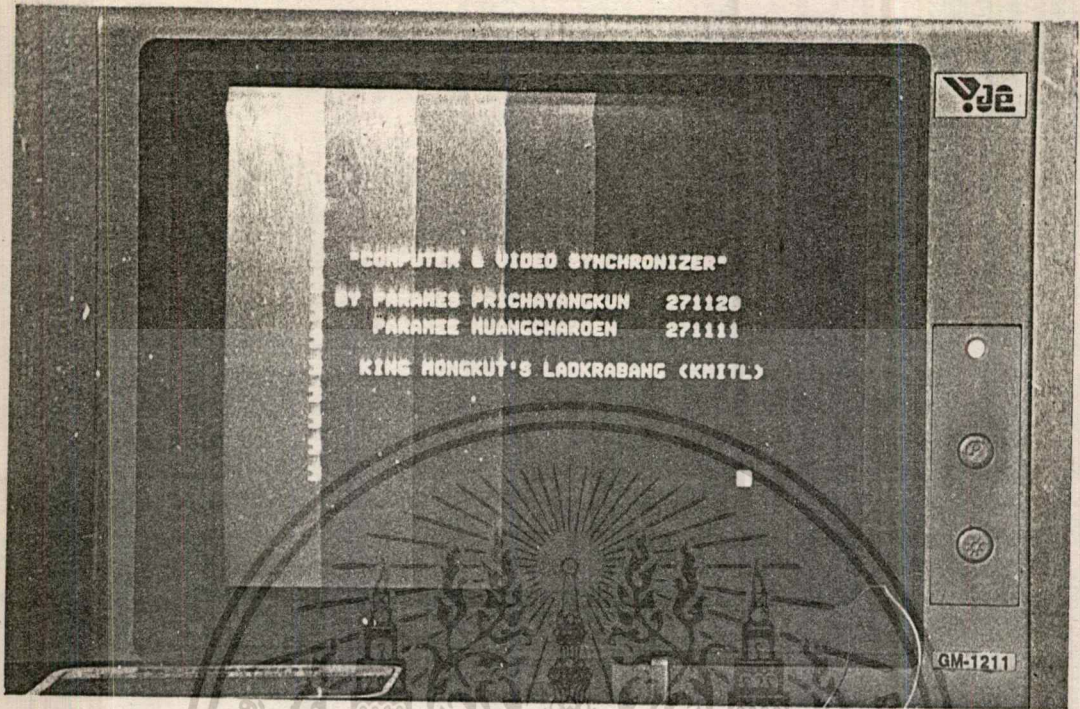 "COMPUTER & VIDEO SYNCHRONIZER"
BY PARAMES PRICHAYANGKUN 271120
PARAMEE MUANGCHAROEN 271111
KING MONGKUT'S LADKRABANG (KMITL)
GM-1211